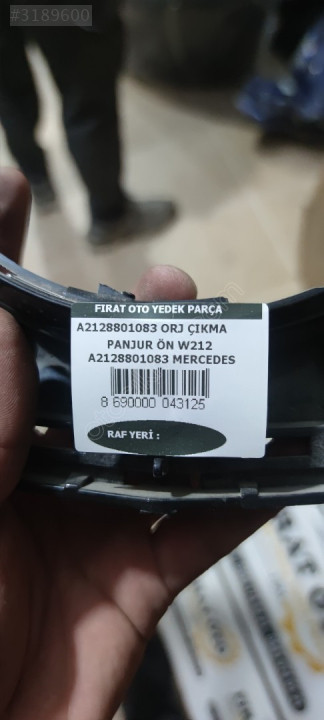 #3189600
FIRAT OTO YEDEK PARÇA
A2128801083 ORJ ÇIKMA
PANJUR ÖN W212
A2128801083 MERCEDES
8 690000 043125
RAF YERİ :